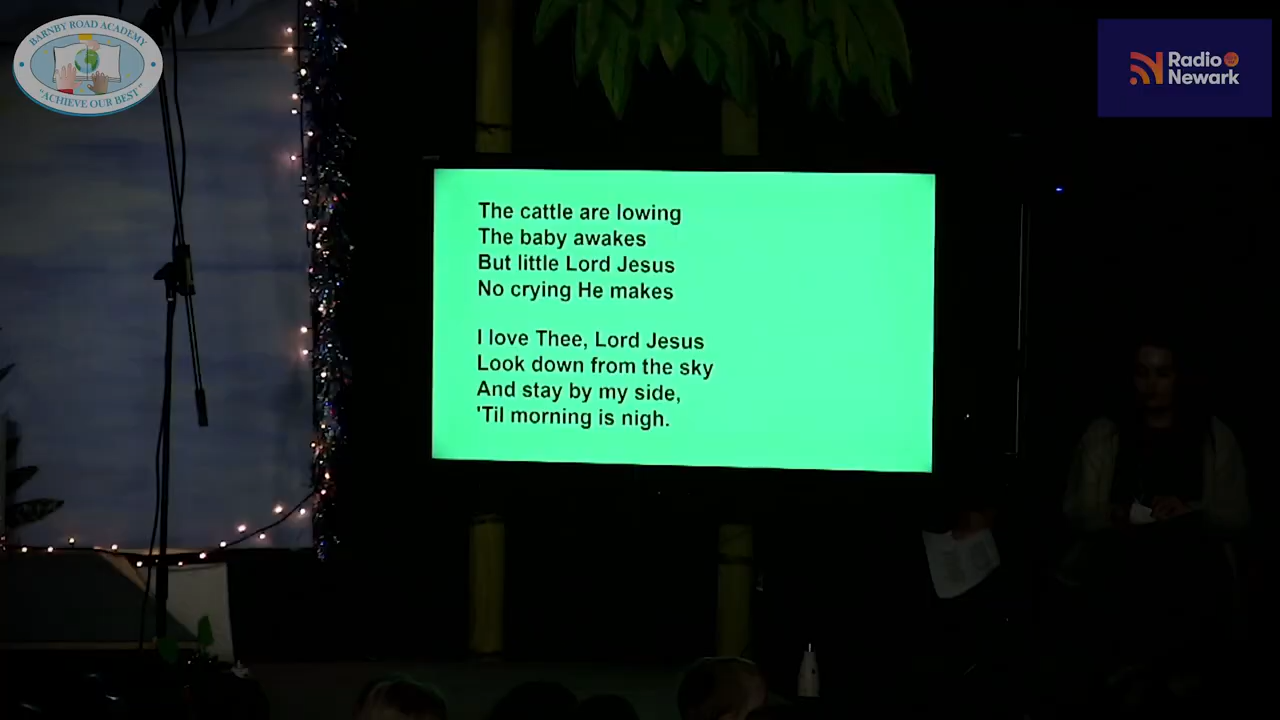 BARNBY ROAD ACADEMY
"ACHIEVE OUR BEST"
Radio
Newark
The cattle are lowing
The baby awakes
But little Lord Jesus
No crying He makes
I love Thee, Lord Jesus
Look down from the sky
And stay by my side,
'Til morning is nigh.